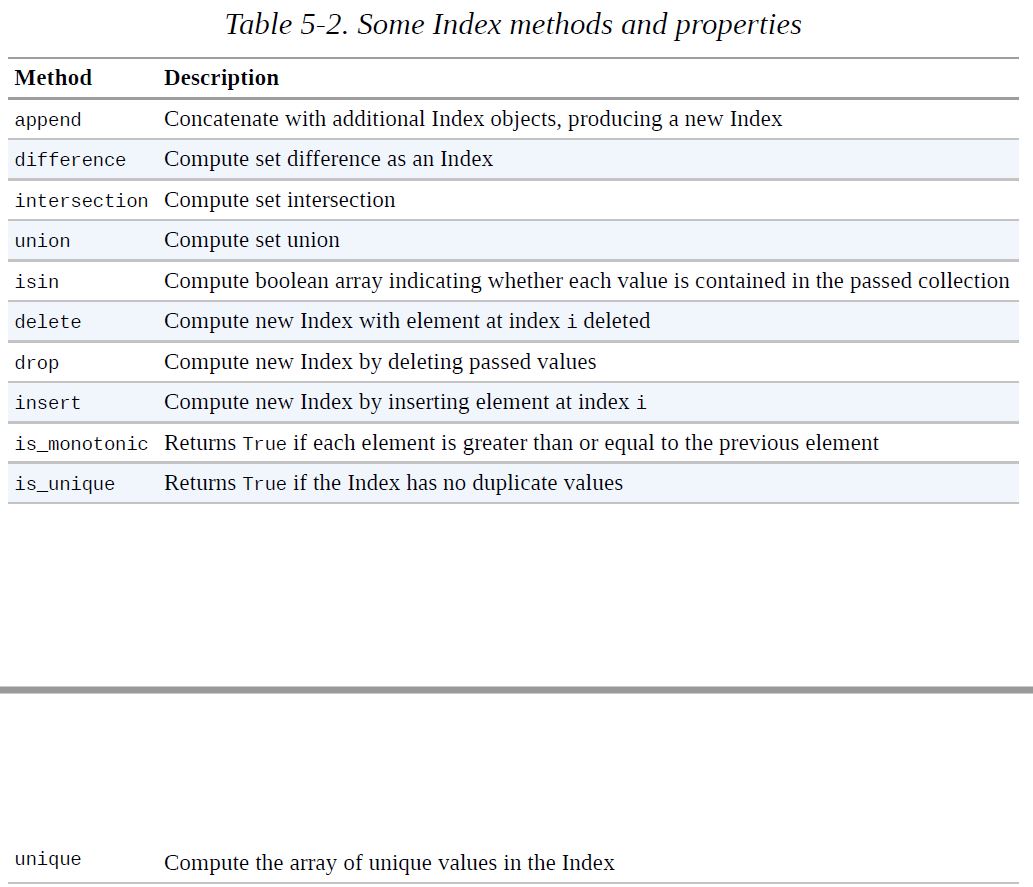 Table 5-2. Some Index methods and properties
Method Description
append Concatenate with additional Index objects, producing a new Index
difference Compute set difference as an Index
intersection Compute set intersection
union Compute set union
isin Compute boolean array indicating whether each value is contained in the passed collection
delete Compute new Index with element at index i deleted
drop Compute new Index by deleting passed values
insert Compute new Index by inserting element at index i
is_monotonic Returns True if each element is greater than or equal to the previous element
is_unique Returns True if the Index has no duplicate values
unique Compute the array of unique values in the Index